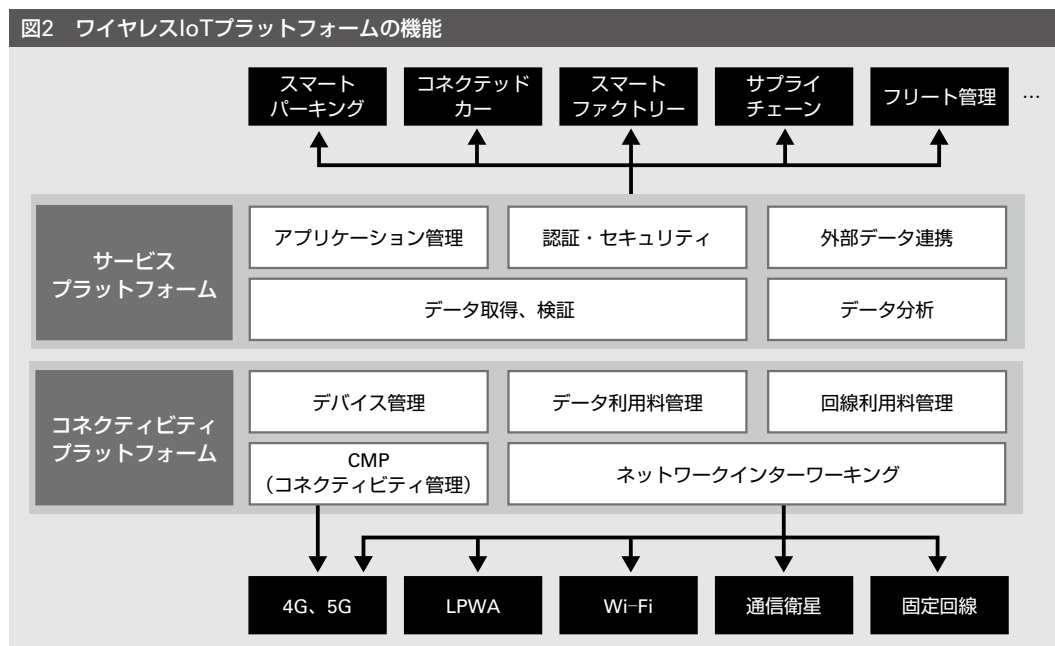 図2　ワイヤレスIoTプラットフォームの機能
スマート
パーキング
コネクテッド
カー
スマート
ファクトリー
サプライ
チェーン
フリート管理
…
サービス
プラットフォーム
アプリケーション管理
認証・セキュリティ
外部データ連携
データ取得、検証
データ分析
コネクティビティ
プラットフォーム
デバイス管理
データ利用料管理
回線利用料管理
CMP
（コネクティビティ管理）
ネットワークインターワーキング
4G、5G
LPWA
Wi-Fi
通信衛星
固定回線